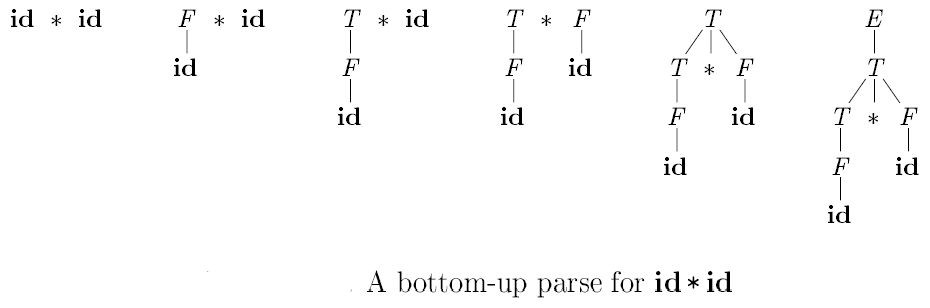 id * id F * id T * id T * F T E
id F F id T * F T
id id F id T * F
id F id
id
A bottom-up parse for id * id